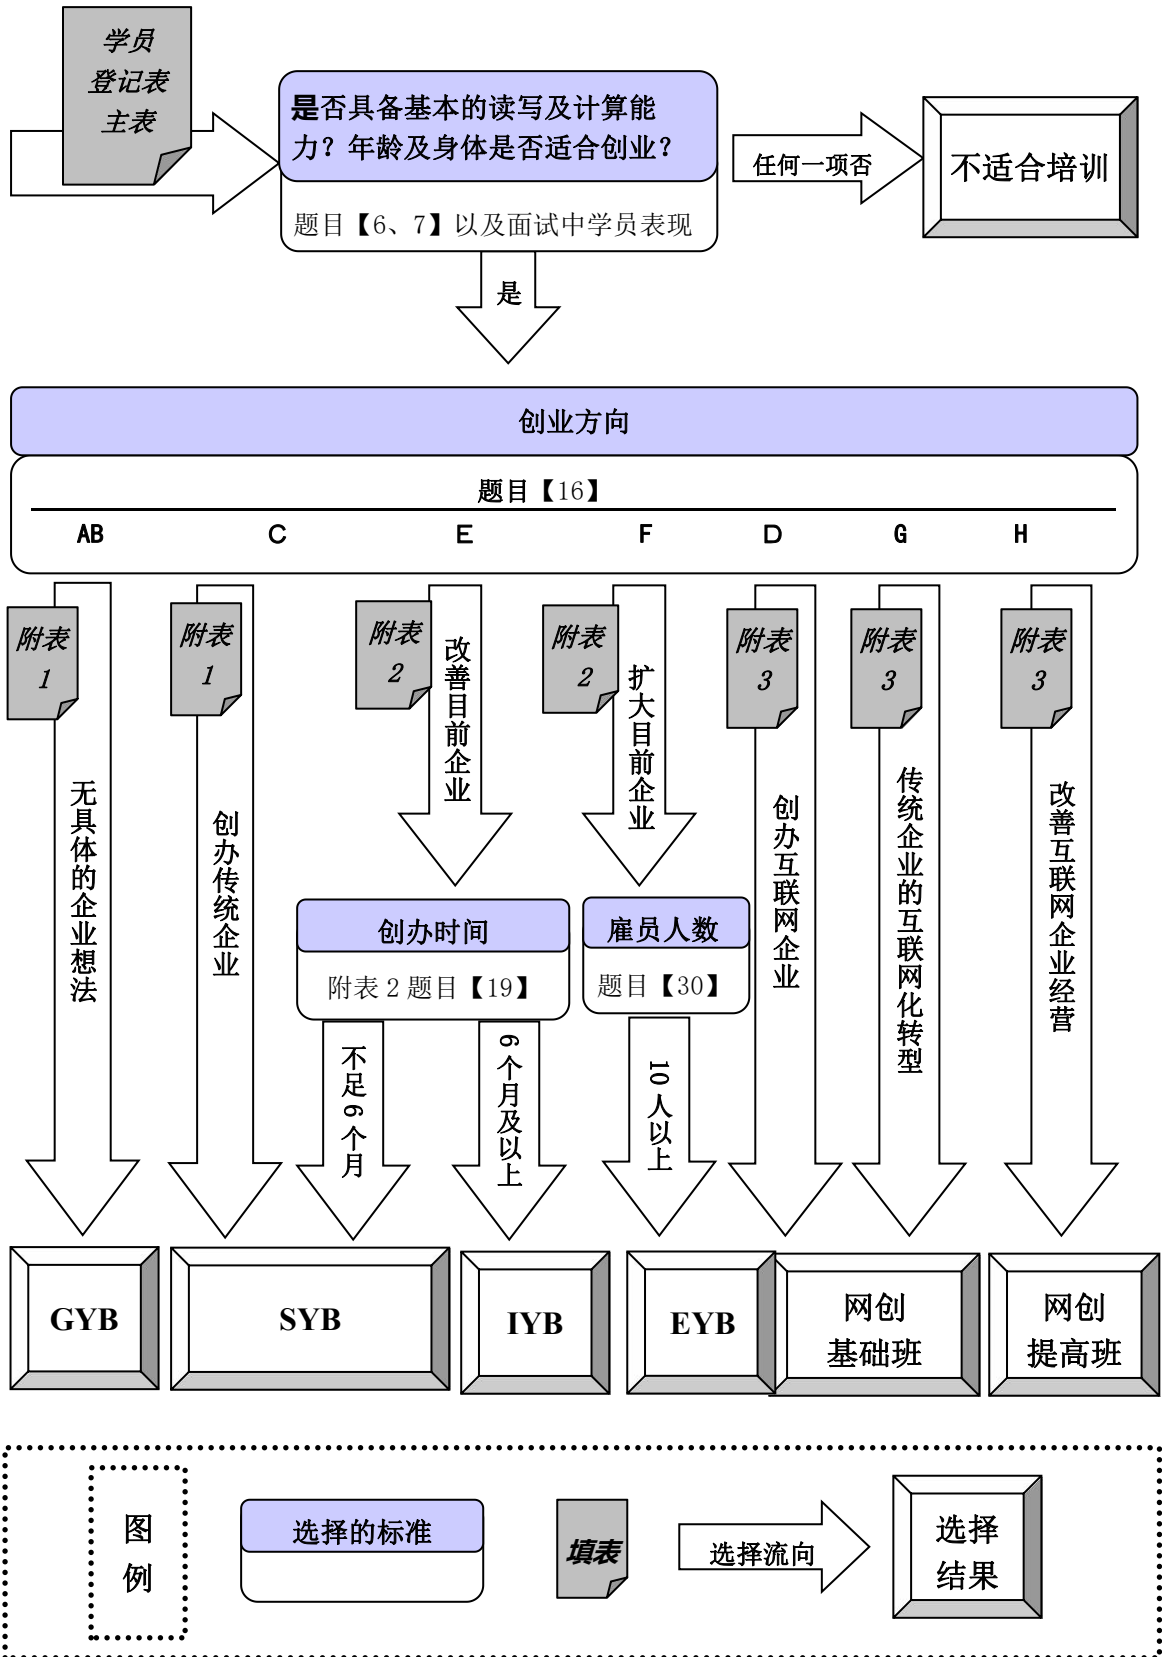 学员
登记表
主表
是否具备基本的读写及计算能
力？年龄及身体是否适合创业？
题目【6、7】以及面试中学员表现
任何一项否
不适合培训
是
创业方向
题目【16】
AB C E F D G H
附表
1
附表
1
附表
2
附表
2
附表
3
附表
3
附表
3
无具体的企业想法
创办传统企业
改善目前企业
扩大目前企业
创办互联网企业
传统企业的互联网化转型
改善互联网企业经营
创办时间
附表 2 题目【19】
雇员人数
题目【30】
不足 6 个月
6 个月及以上
10 人以上
GYB
SYB
IYB
EYB
网创
基础班
网创
提高班
图
例
选择的标准
填表
选择流向
选择
结果